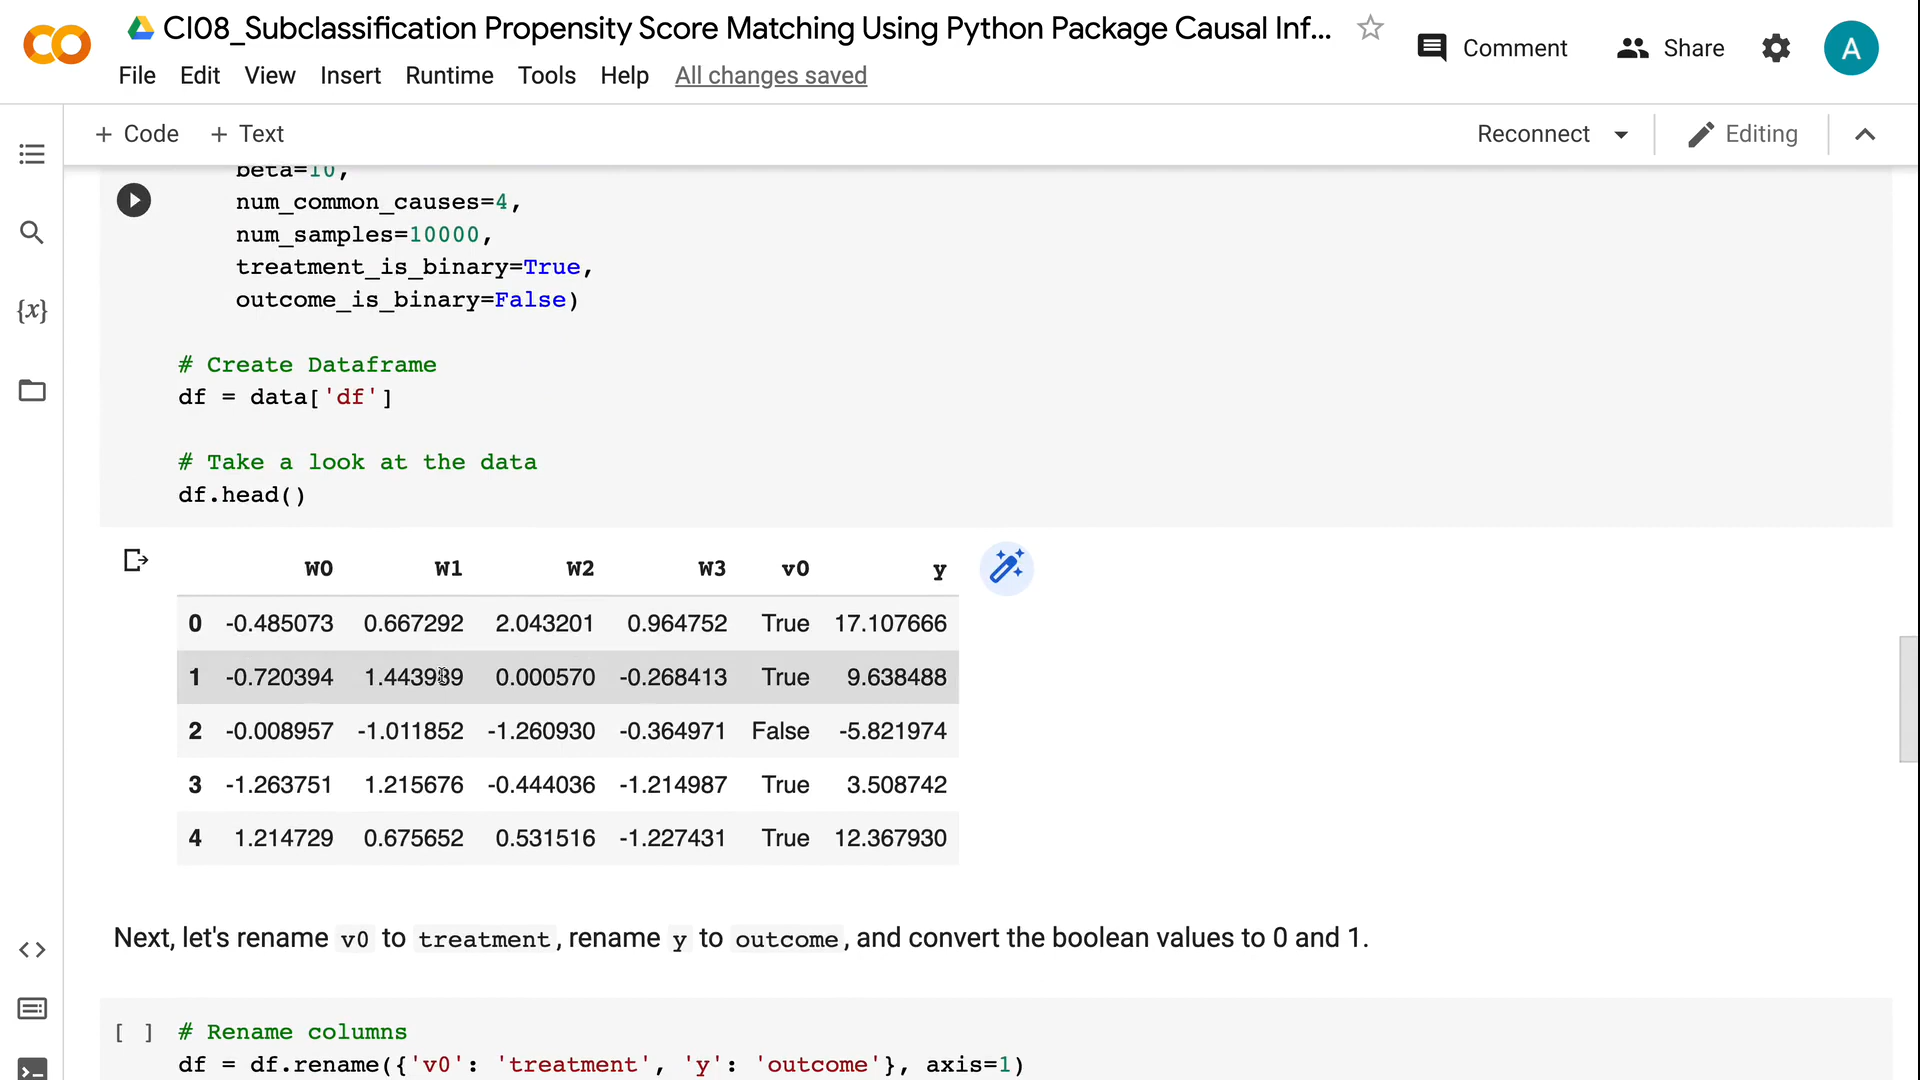 CI08_Subclassification Propensity Score Matching Using Python Package Causal Inf...
Comment
Share
A
File Edit View Insert Runtime Tools Help All changes saved
+ Code + Text
Reconnect
Editing
{x}
beta=10,
num_common_causes=4,
num_samples=10000,
treatment_is_binary=True,
outcome_is_binary=False)
# Create Dataframe
df = data['df']
# Take a look at the data
df.head()
W0 W1 W2 W3 v0 y
0 -0.485073 0.667292 2.043201 0.964752 True 17.107666
1 -0.720394 1.443939 0.000570 -0.268413 True 9.638488
2 -0.008957 -1.011852 -1.260930 -0.364971 False -5.821974
3 -1.263751 1.215676 -0.444036 -1.214987 True 3.508742
4 1.214729 0.675652 0.531516 -1.227431 True 12.367930
Next, let's rename v0 to treatment, rename y to outcome, and convert the boolean values to 0 and 1.
[ ] # Rename columns
df = df.rename({'v0': 'treatment', 'y': 'outcome'}, axis=1)